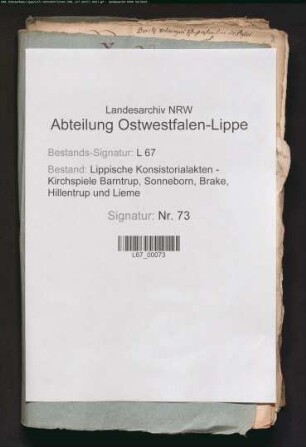 Landesarchiv NRW
Abteilung Ostwestfalen-Lippe
Bestands-Signatur: L 67
Bestand: Lippische Konsistorialakten -
Kirchspiele Barntrup, Sonneborn, Brake,
Hillentrup und Lieme
Signatur: Nr. 73
L67_00073